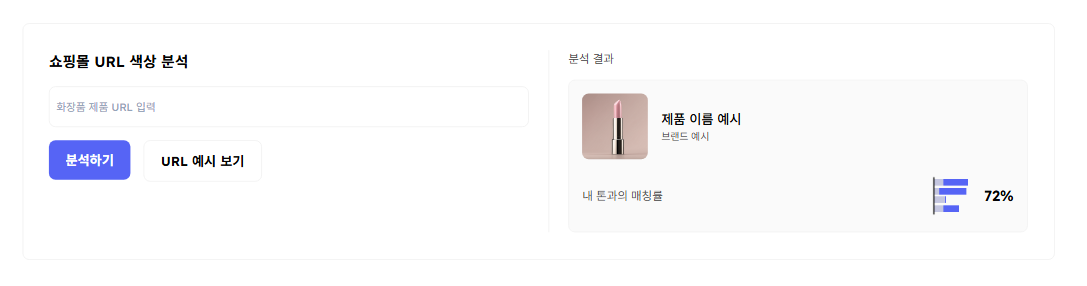 쇼핑몰 URL 색상 분석
화장품 제품 URL 입력
분석하기
URL 예시 보기
분석 결과
제품 이름 예시
브랜드 예시
내 톤과의 매칭률
72%